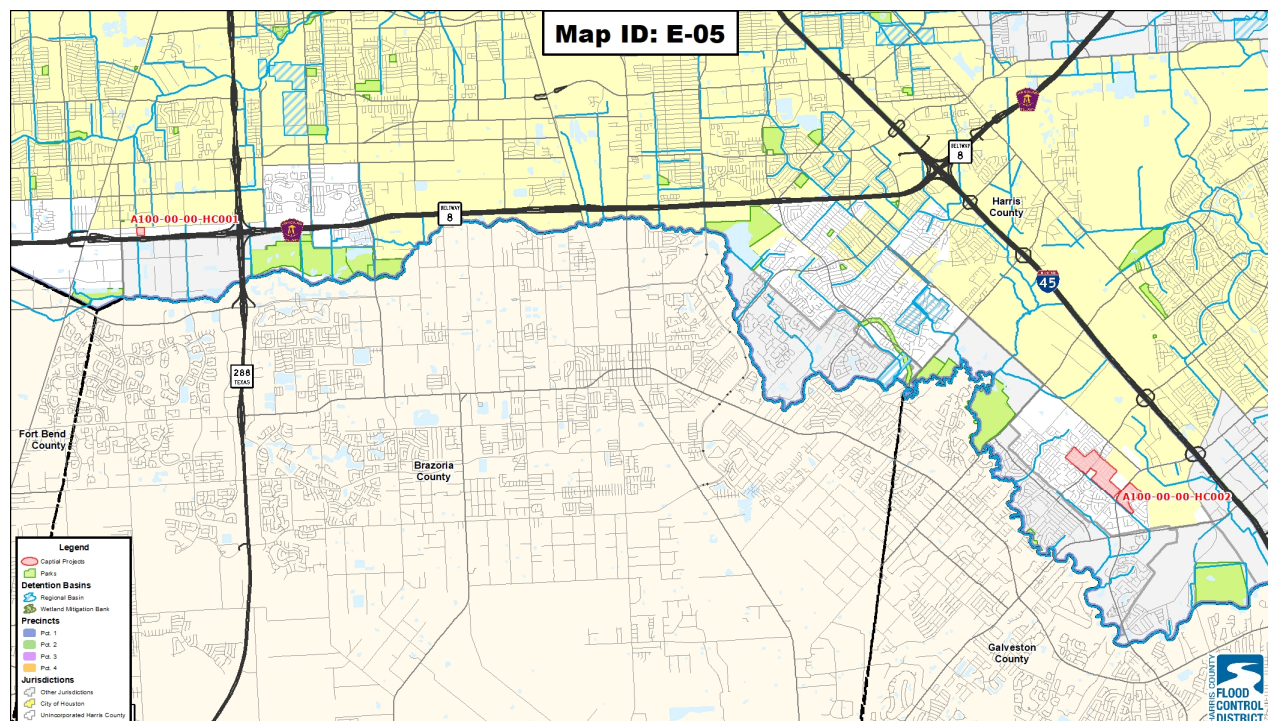 Map ID: E-05
BELTWAY
8
Harris
County
A100-00-00-HC001
BELTWAY
8
INTERSTATE
45
288
TEXAS
Fort Bend
County
Brazoria
County
A100-00-00-HC002
Galveston
County
Legend
Captial Projects
Parks
Detention Basins
Regional Basin
Wetland Mitigation Bank
Precincts
Pct. 1
Pct. 2
Pct. 3
Pct. 4
Jurisdictions
Other Jurisdictions
City of Houston
Unincorporated Harris County
HARRIS COUNTY
FLOOD
CONTROL
DISTRICT